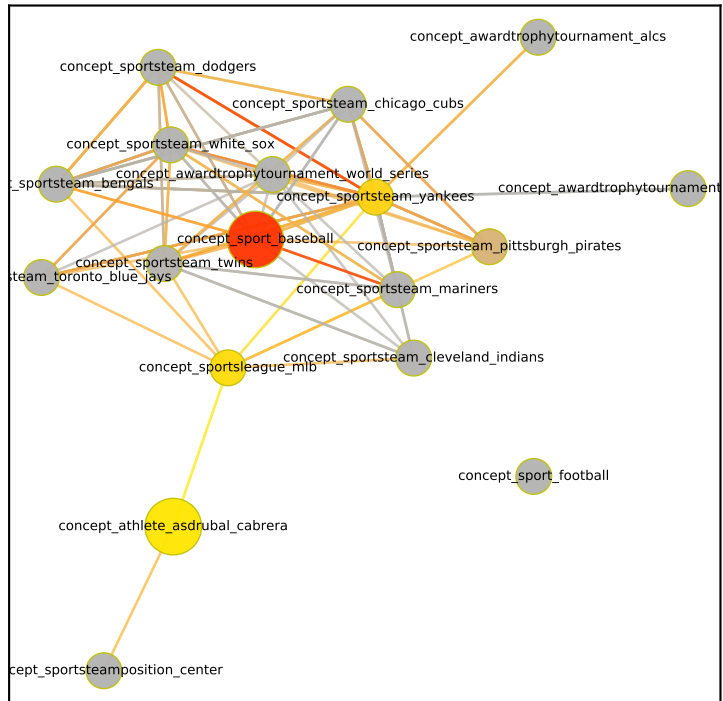 concept_awardtrophytournament_alcs
concept_sportsteam_dodgers
concept_sportsteam_chicago_cubs
concept_sportsteam_white_sox
concept_awardtrophytournament_world_series
t_sportsteam_bengals
concept_awardtrophytournament
concept_sportsteam_yankees
concept_sport_baseball
concept_sportsteam_pittsburgh_pirates
concept_sportsteam_twins
steam_toronto_blue_jays
concept_sportsteam_mariners
concept_sportsteam_cleveland_indians
concept_sportsleague_mlb
concept_sport_football
concept_athlete_asdrubal_cabrera
cept_sportsteamposition_center